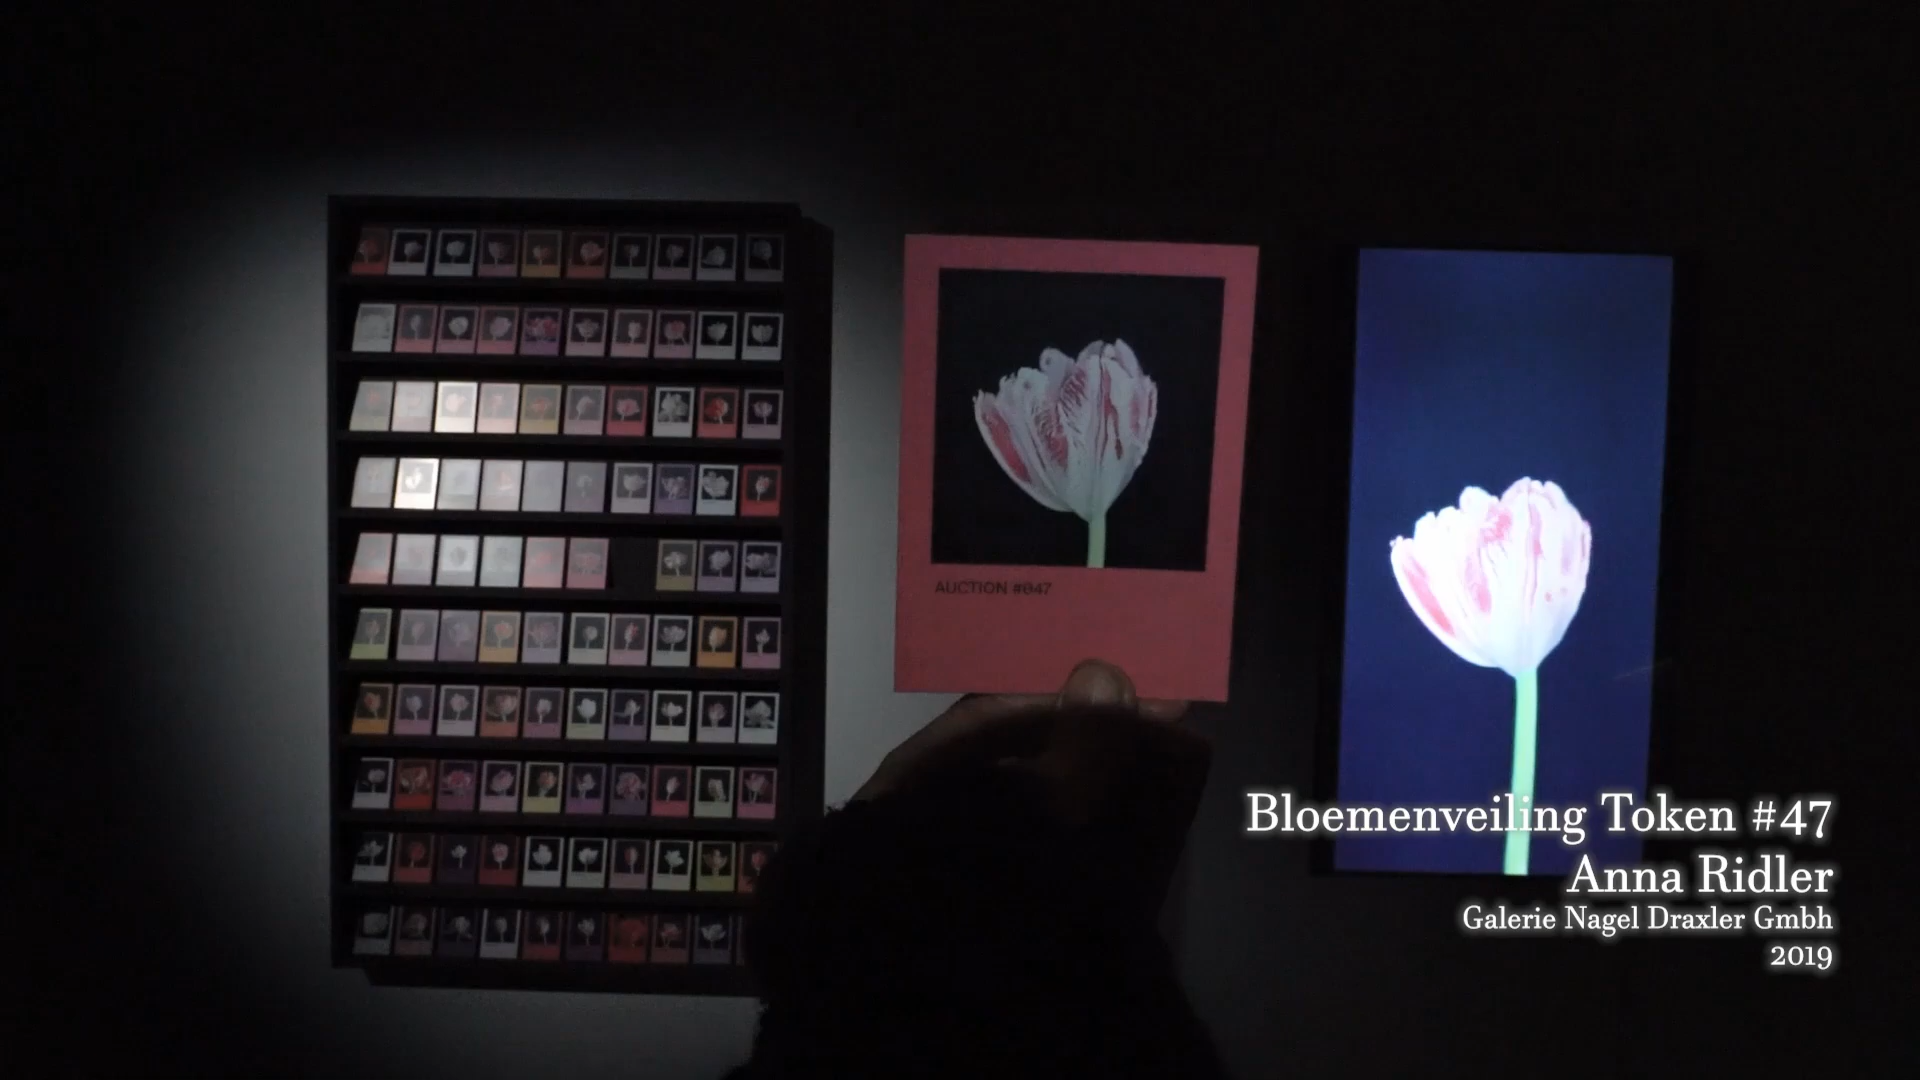 AUCTION #047
Bloemenveiling Token #47
Anna Ridler
Galerie Nagel Draxler Gmbh
2019